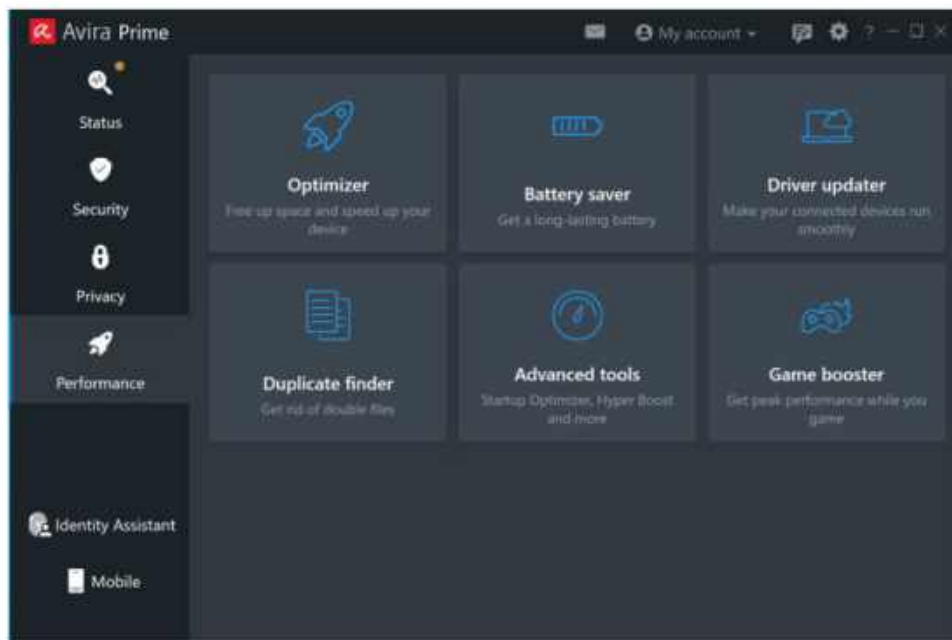 Avira Prime
My account
?
Status
Security
Privacy
Performance
Identity Assistant
Mobile
Optimizer
Free up space and speed up your
device
Battery saver
Get a long-lasting battery
Driver updater
Make your connected devices run
smoothly
Duplicate finder
Get rid of double files
Advanced tools
Startup Optimizer, Hyper Boost
and more
Game booster
Get peak performance while you
game